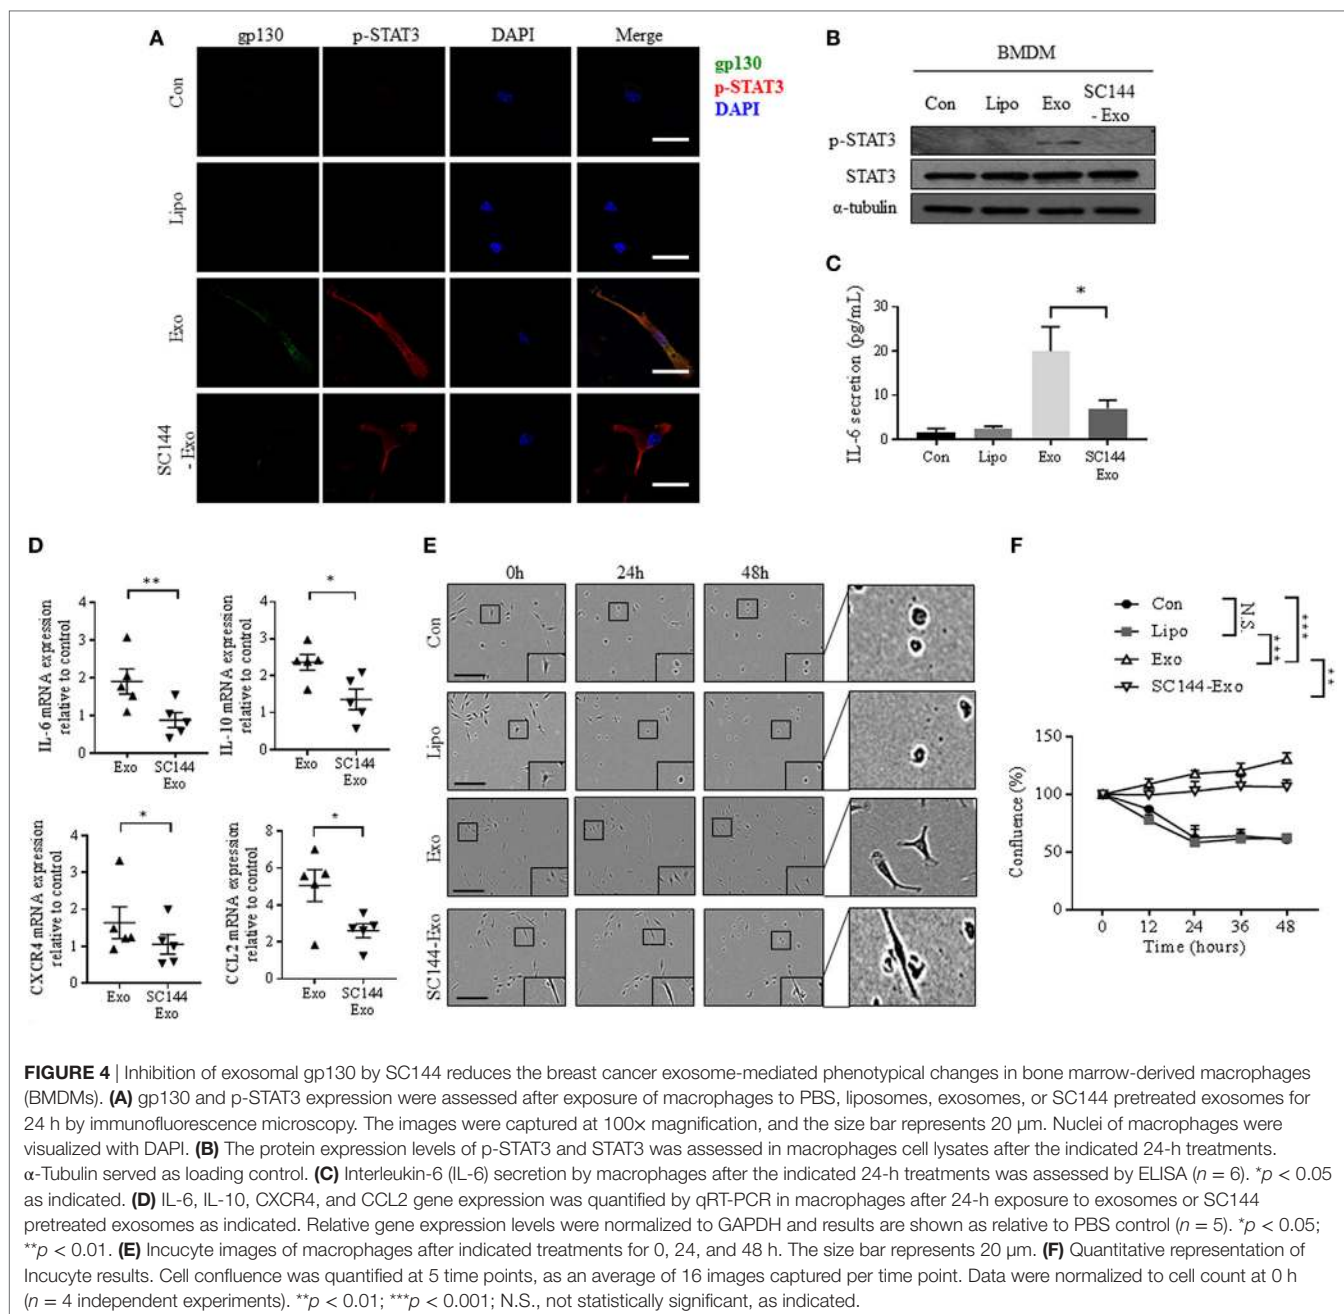 A
gp130 p-STAT3 DAPI Merge
Con
Lipo
Exo
SC144
- Exo
gp130
p-STAT3
DAPI
B
BMDM
Con Lipo Exo SC144
- Exo
p-STAT3
STAT3
α-tubulin
C
IL-6 secretion (pg/mL)
30
20
10
0
*
Con Lipo Exo SC144
Exo
D
IL-6 mRNA expression
relative to control
4
3
2
1
0
**
Exo SC144
Exo
IL-10 mRNA expression
relative to control
4
3
2
1
0
*
Exo SC144
Exo
CXCR4 mRNA expression
relative to control
4
3
2
1
0
*
Exo SC144
Exo
CCL2 mRNA expression
relative to control
8
6
4
2
0
*
Exo SC144
Exo
E
0h 24h 48h
Con
Lipo
Exo
SC144-Exo
F
Con
Lipo
Exo
SC144-Exo
N.S.
***
***
**
Confluence (%)
150
100
50
0
0 12 24 36 48
Time (hours)
FIGURE 4 | Inhibition of exosomal gp130 by SC144 reduces the breast cancer exosome-mediated phenotypical changes in bone marrow-derived macrophages
(BMDMs). (A) gp130 and p-STAT3 expression were assessed after exposure of macrophages to PBS, liposomes, exosomes, or SC144 pretreated exosomes for
24 h by immunofluorescence microscopy. The images were captured at 100× magnification, and the size bar represents 20 μm. Nuclei of macrophages were
visualized with DAPI. (B) The protein expression levels of p-STAT3 and STAT3 was assessed in macrophages cell lysates after the indicated 24-h treatments.
α-Tubulin served as loading control. (C) Interleukin-6 (IL-6) secretion by macrophages after the indicated 24-h treatments was assessed by ELISA (n = 6). *p < 0.05
as indicated. (D) IL-6, IL-10, CXCR4, and CCL2 gene expression was quantified by qRT-PCR in macrophages after 24-h exposure to exosomes or SC144
pretreated exosomes as indicated. Relative gene expression levels were normalized to GAPDH and results are shown as relative to PBS control (n = 5). *p < 0.05;
**p < 0.01. (E) Incucyte images of macrophages after indicated treatments for 0, 24, and 48 h. The size bar represents 20 μm. (F) Quantitative representation of
Incucyte results. Cell confluence was quantified at 5 time points, as an average of 16 images captured per time point. Data were normalized to cell count at 0 h
(n = 4 independent experiments). **p < 0.01; ***p < 0.001; N.S., not statistically significant, as indicated.